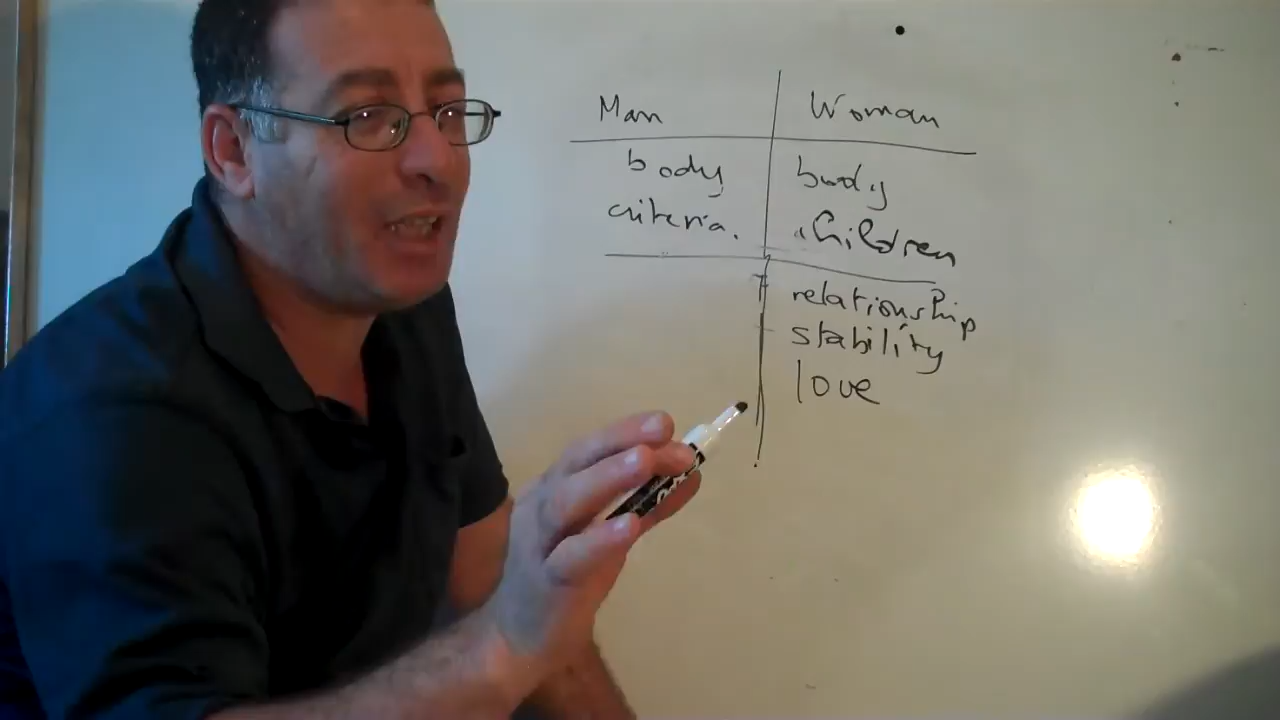 Man Woman
body body
criteria. children
relationship
stability
love